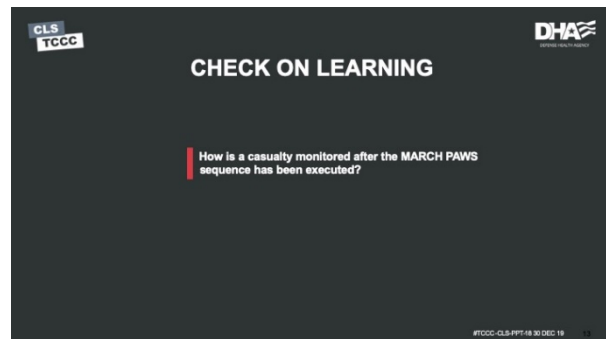 CLS
TCCC
DHA
DEFENSE HEALTH AGENCY
CHECK ON LEARNING
How is a casualty monitored after the MARCH PAWS
sequence has been executed?
#TCCC-CLS-PPT-18 30 DEC 19
13